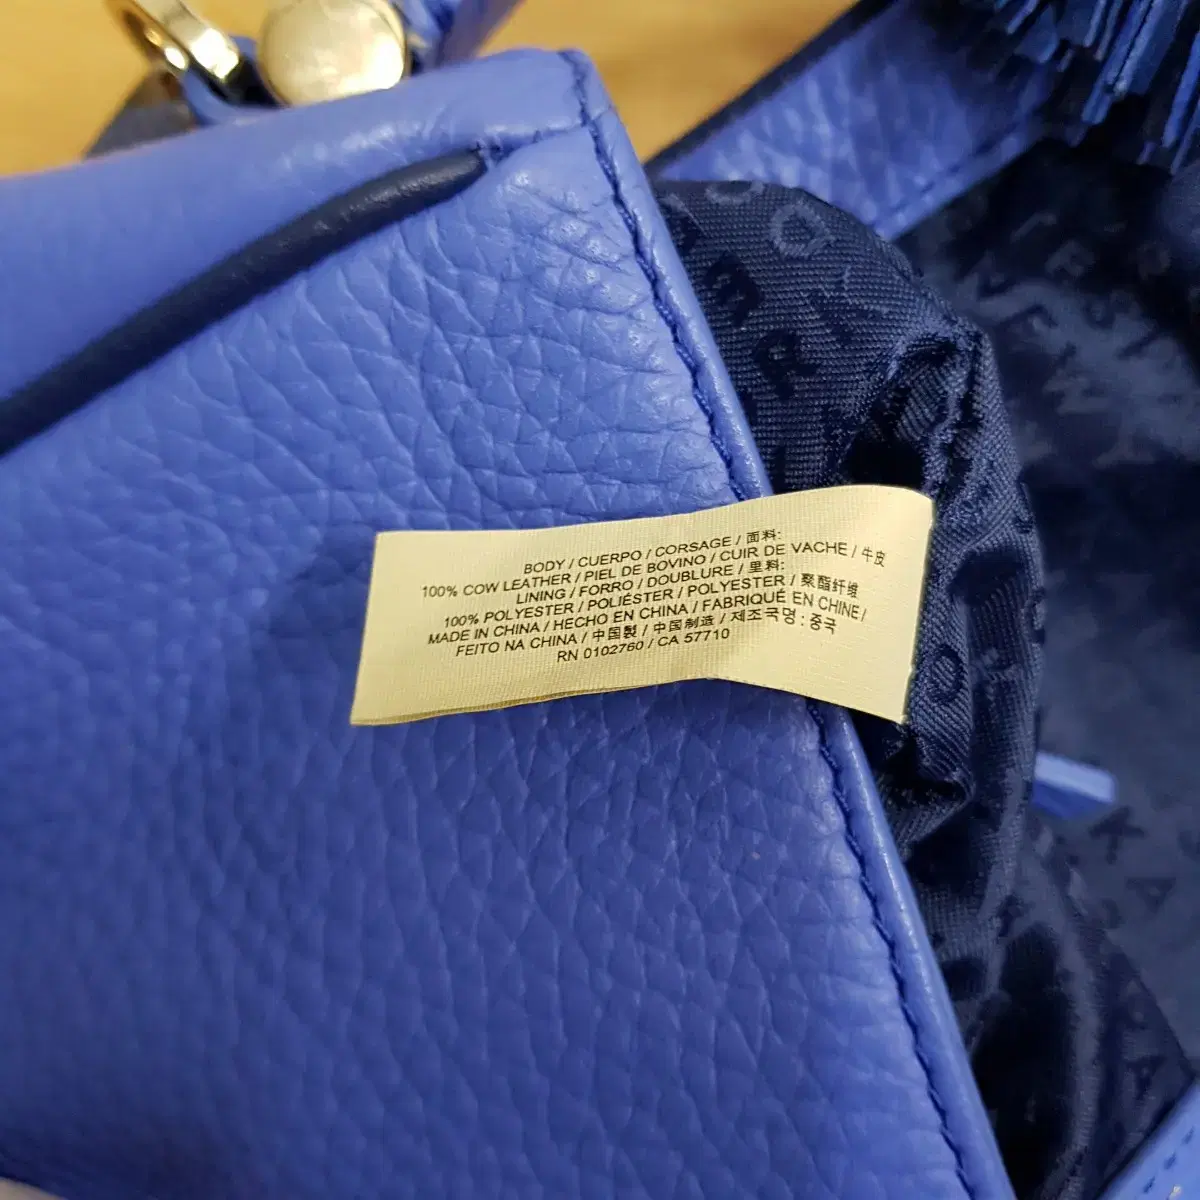 BODY / CUERPO / CORSAGE / 面料:
100% COW LEATHER / PIEL DE BOVINO / CUIR DE VACHE / 牛皮
LINING / FORRO / DOUBLURE / 里料:
100% POLYESTER / POLIÉSTER / POLYESTER / 聚酯纤维
MADE IN CHINA / HECHO EN CHINA / FABRIQUÉ EN CHINE /
FEITO NA CHINA / 中国製 / 中国制造 / 제조국명 : 중국
RN 0102760 / CA 57710